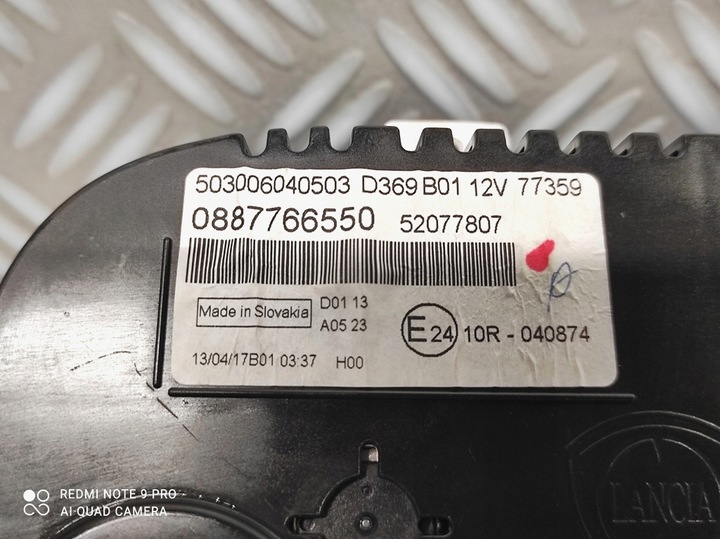 503006040503 D369 B01 12V 77359
0887766550 52077807
Made in Slovakia D01 13
A05 23
E24 10R - 040874
13/04/17B01 03:37 H00
LANCIA
REDMI NOTE 9 PRO
AI QUAD CAMERA